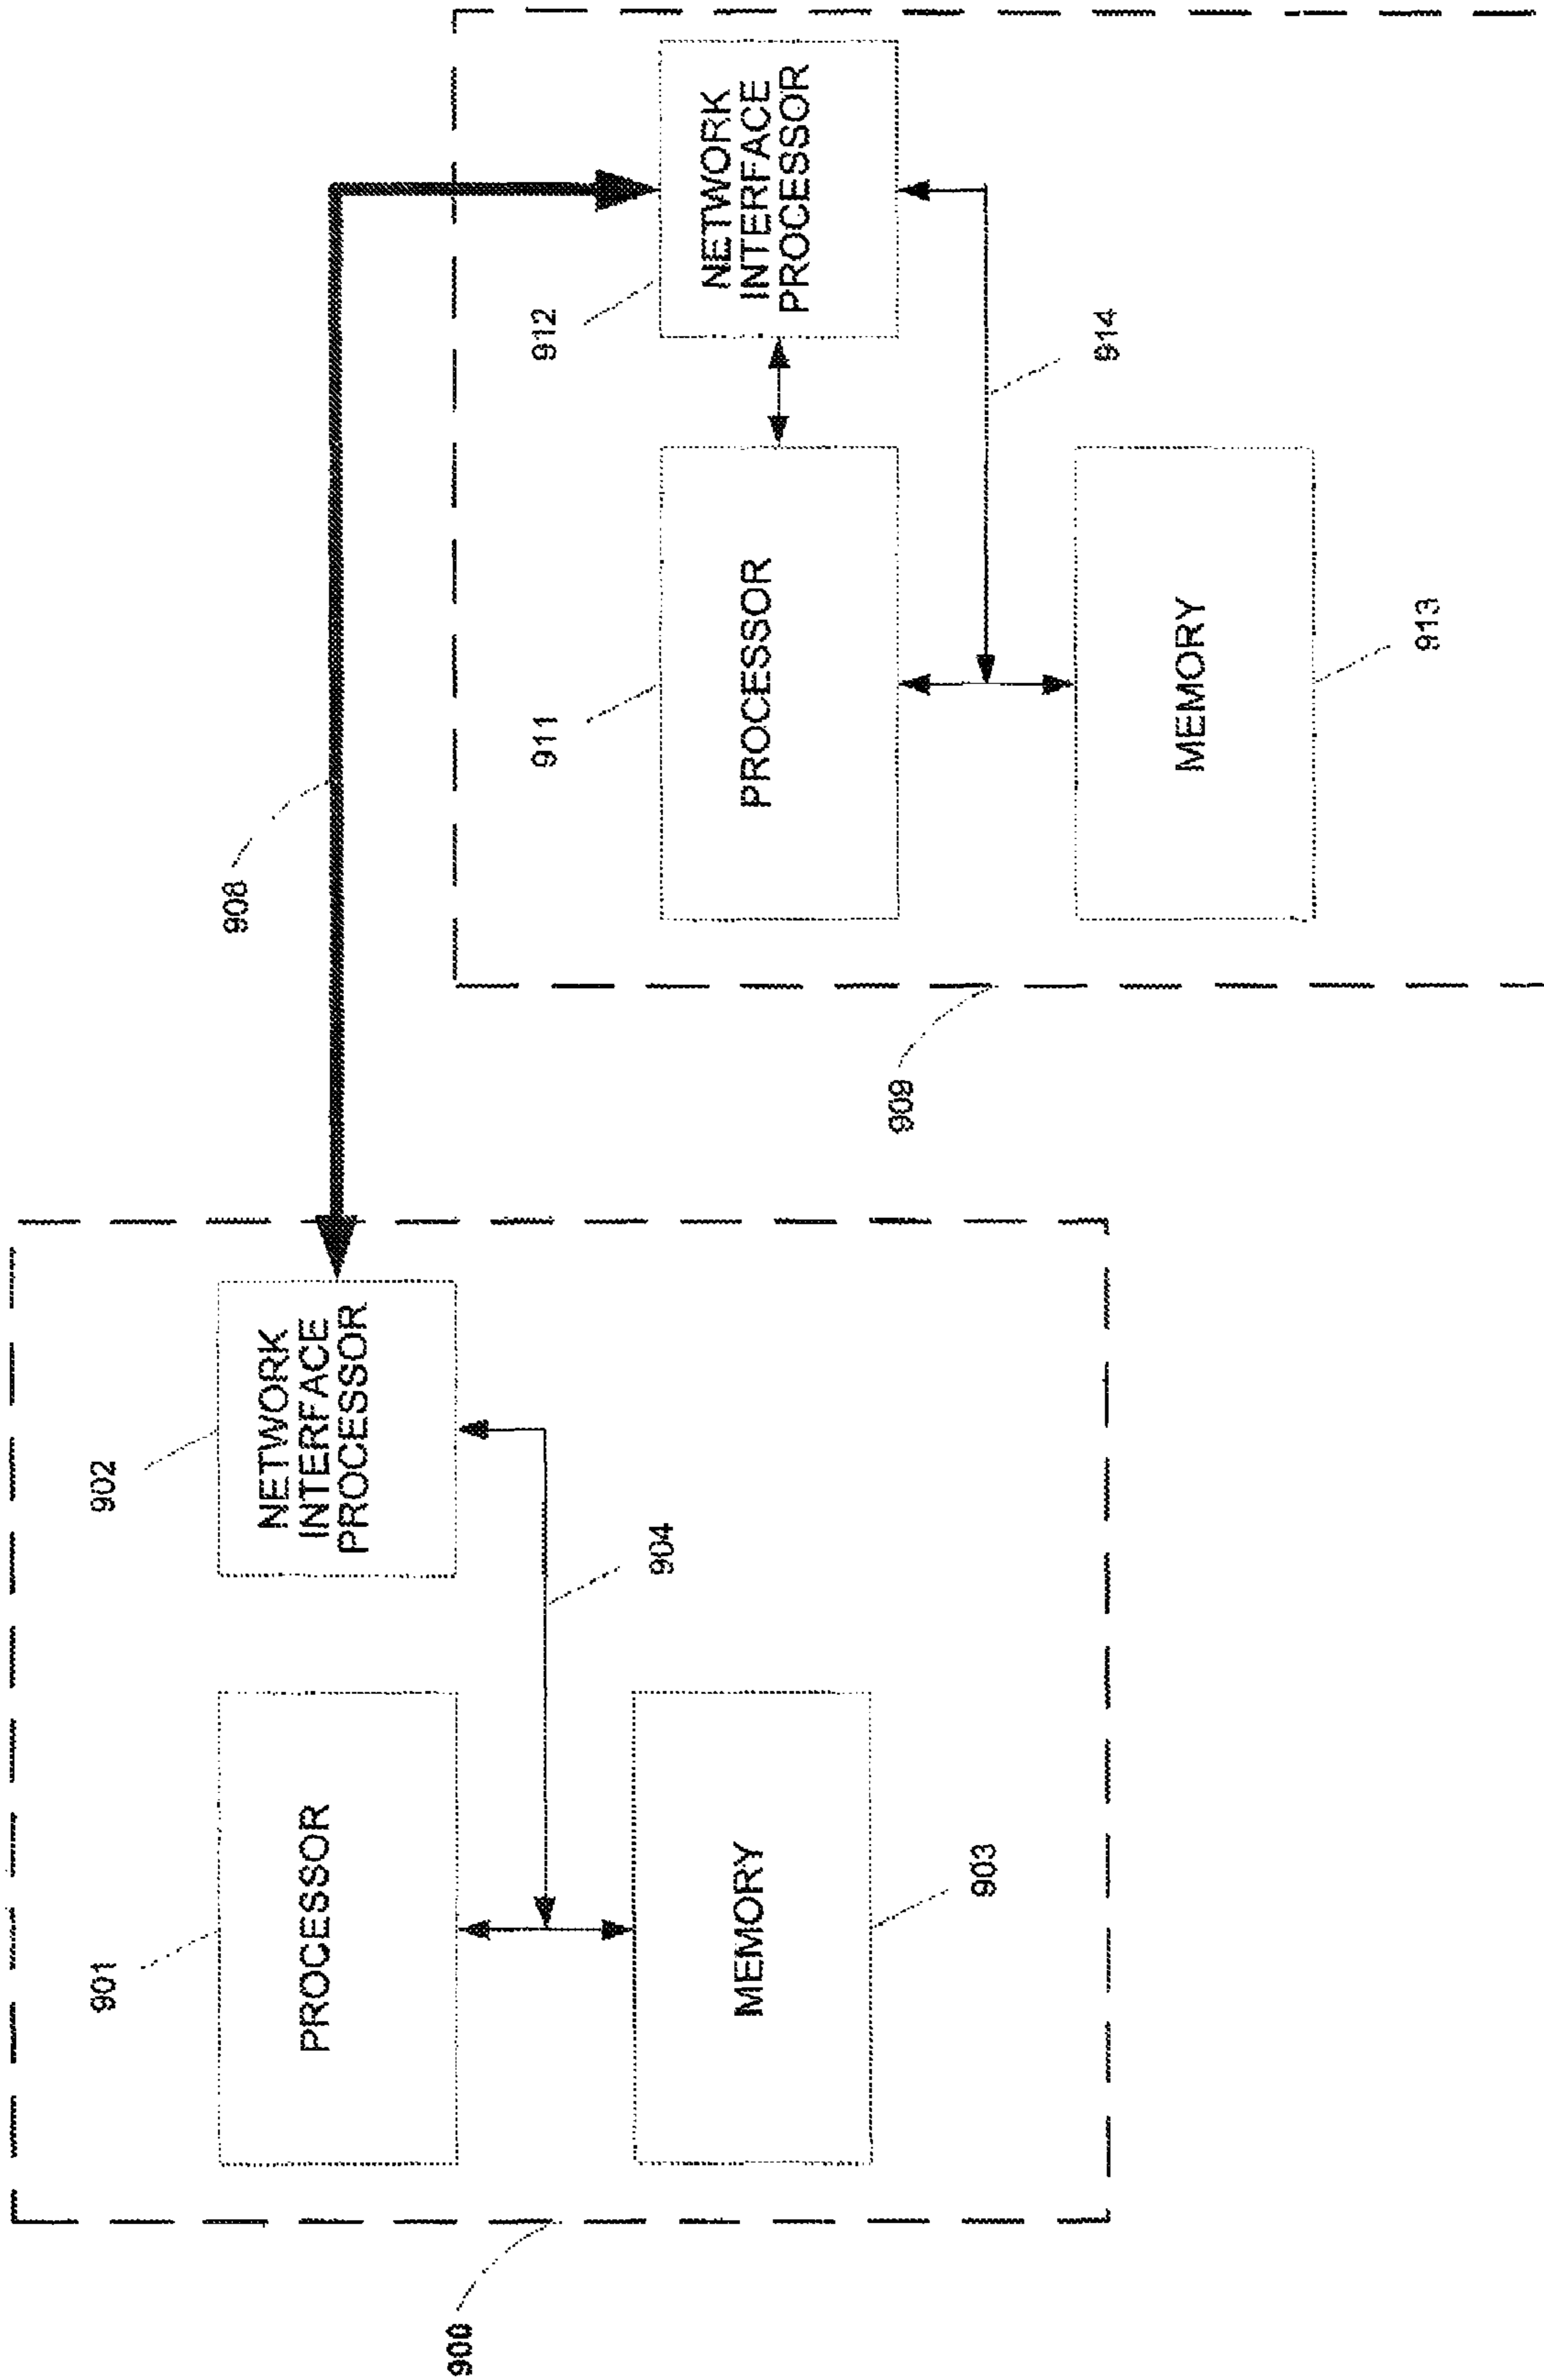 901
902
908
PROCESSOR
NETWORK
INTERFACE
PROCESSOR
900
904
MEMORY
903
911
912
PROCESSOR
NETWORK
INTERFACE
PROCESSOR
909
914
MEMORY
913